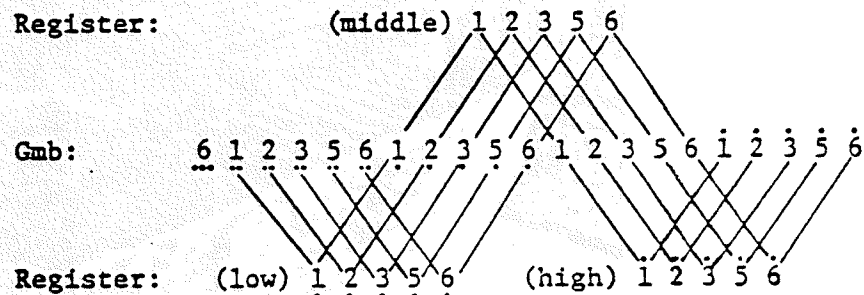 Register: (middle) 1 2 3 5 6
Gmb: 6̣̣̣ 1̣̣ 2̣̣ 3̣̣ 5̣̣ 6̣̣ 1̣ 2̣ 3̣ 5̣ 6̣ 1 2 3 5 6 1̇ 2̇ 3̇ 5̇ 6̇
Register: (low) 1̣ 2̣ 3̣ 5̣ 6̣ (high) 1̇ 2̇ 3̇ 5̇ 6̇